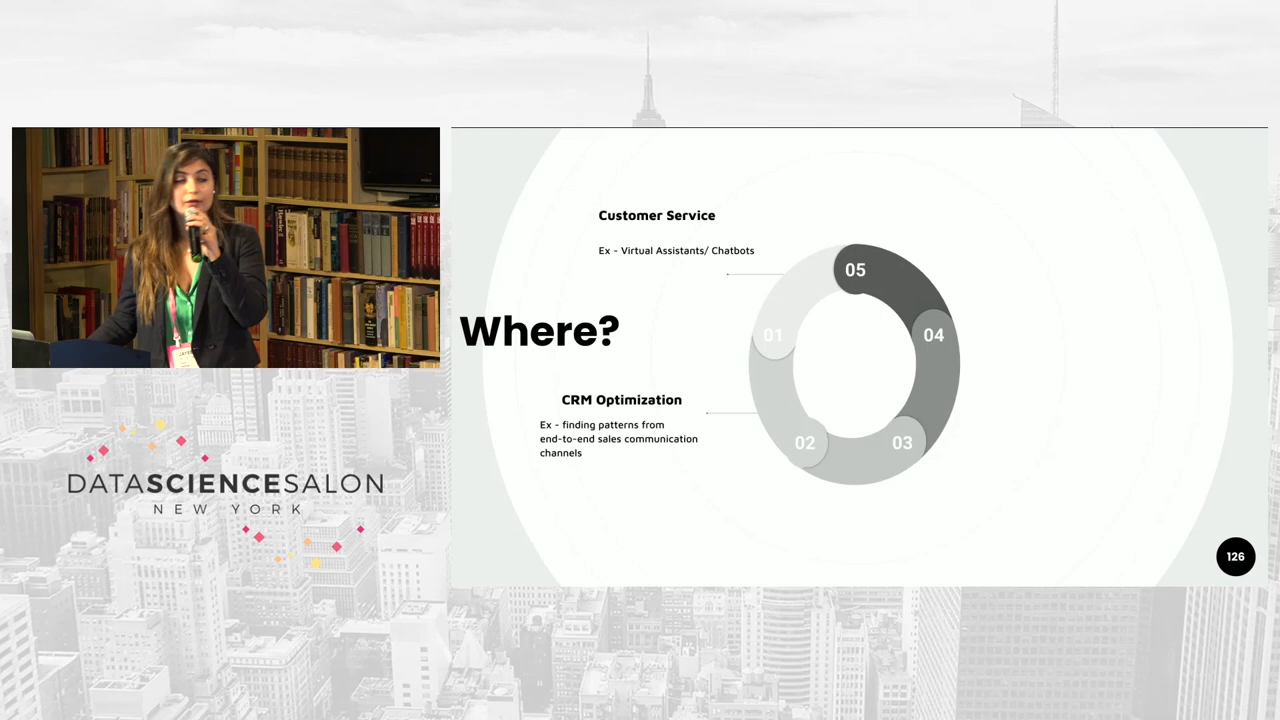 Customer Service
Ex - Virtual Assistants/ Chatbots
05
Where?
01
04
CRM Optimization
Ex - finding patterns from
end-to-end sales communication
channels
02
03
126
DATASCIENCESALON
NEW YORK